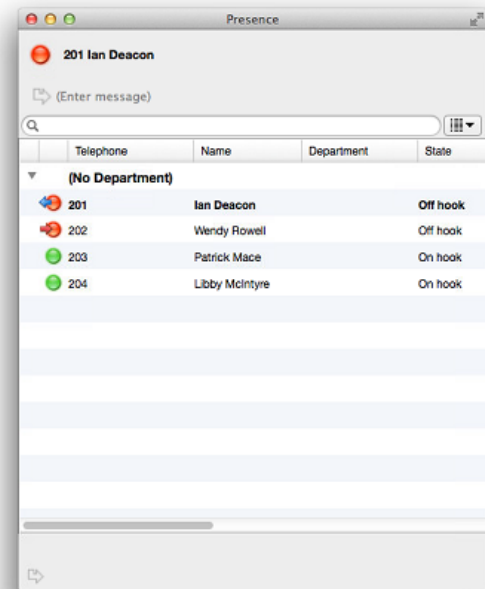 Presence
201 Ian Deacon
(Enter message)
Telephone Name Department State
(No Department)
201 Ian Deacon Off hook
202 Wendy Rowell Off hook
203 Patrick Mace On hook
204 Libby McIntyre On hook